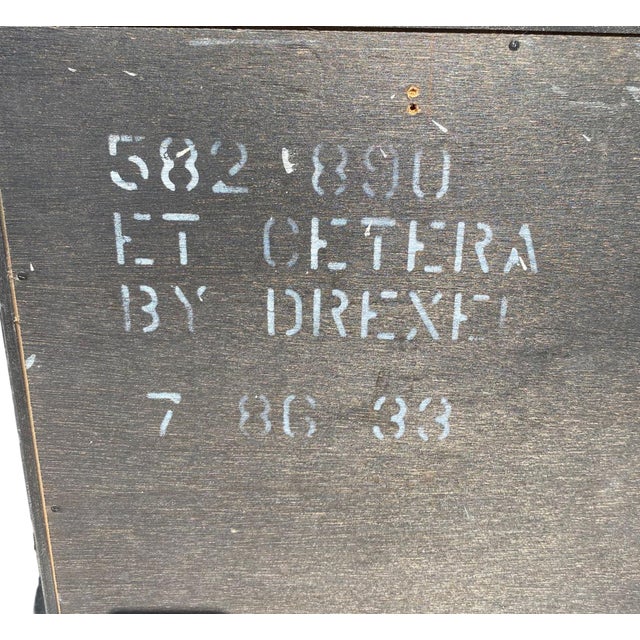 582 890
ET CETERA
BY DREXEL
7 86 33